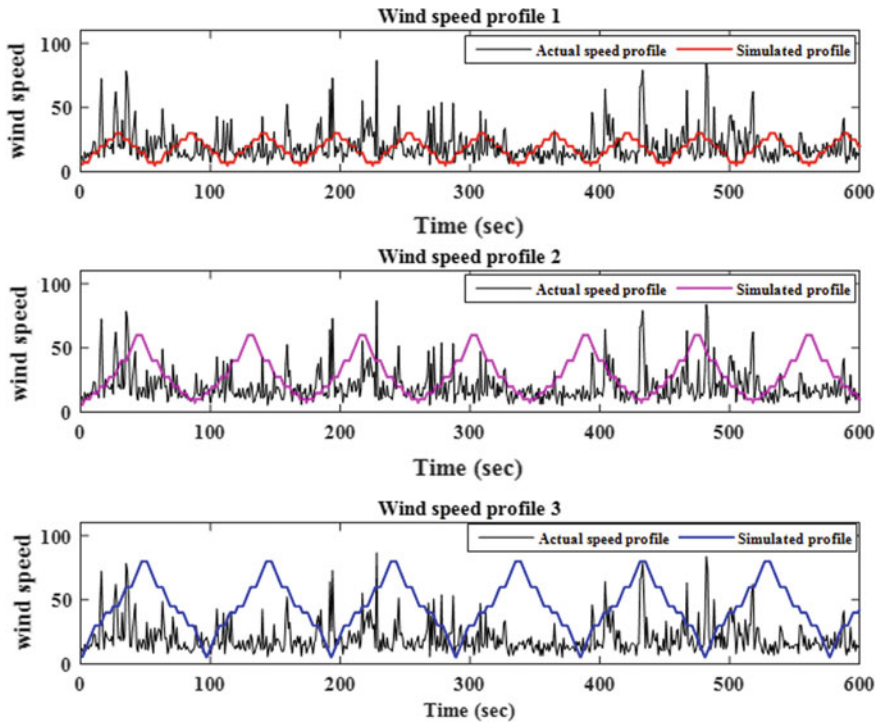 Wind speed profile 1
Actual speed profile
Simulated profile
wind speed
100
50
0
0 100 200 300 400 500 600
Time (sec)
Wind speed profile 2
Actual speed profile
Simulated profile
wind speed
100
50
0
0 100 200 300 400 500 600
Time (sec)
Wind speed profile 3
Actual speed profile
Simulated profile
wind speed
100
50
0
0 100 200 300 400 500 600
Time (sec)